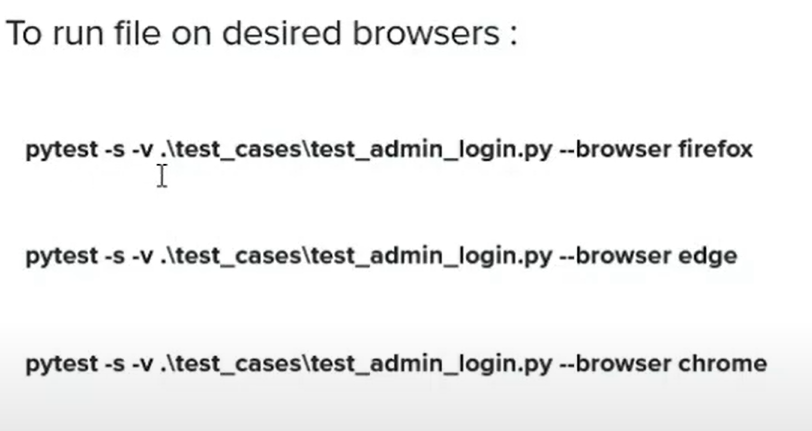 To run file on desired browsers :
pytest -s -v .\test_cases\test_admin_login.py --browser firefox
pytest -s -v .\test_cases\test_admin_login.py --browser edge
pytest -s -v .\test_cases\test_admin_login.py --browser chrome